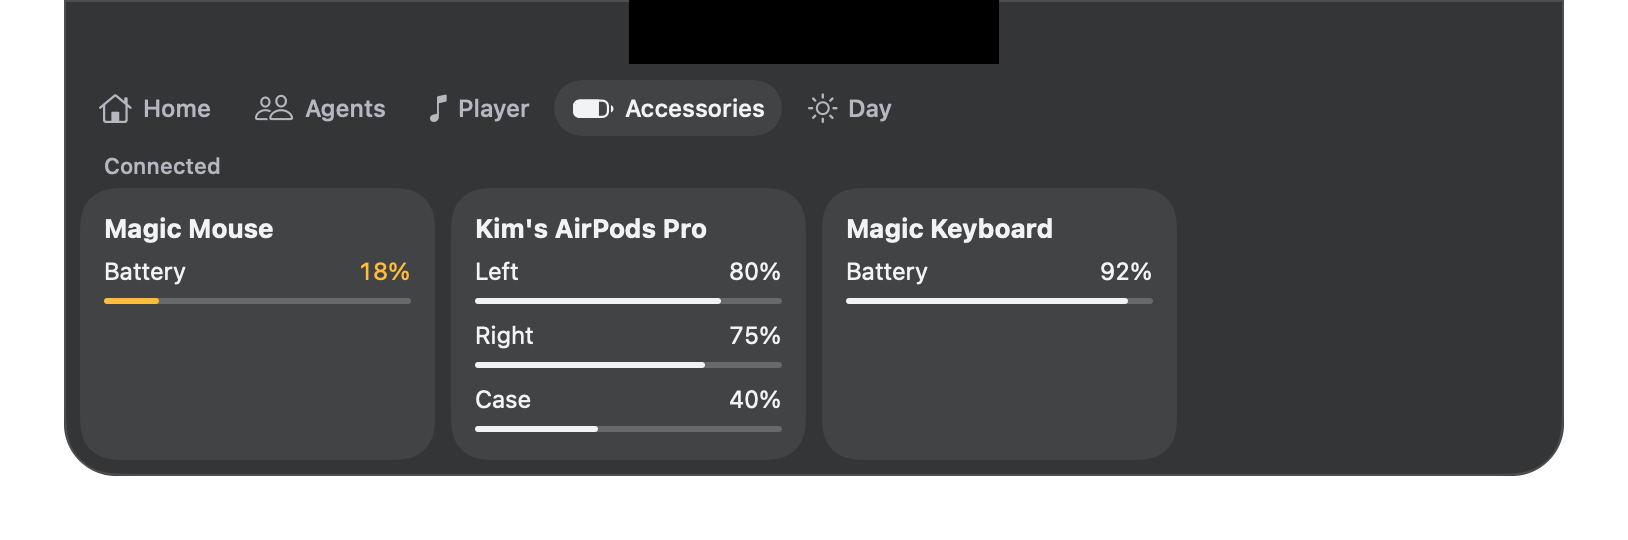 Home Agents Player Accessories Day
Connected
Magic Mouse
Battery 18%
Kim's AirPods Pro
Left 80%
Right 75%
Case 40%
Magic Keyboard
Battery 92%